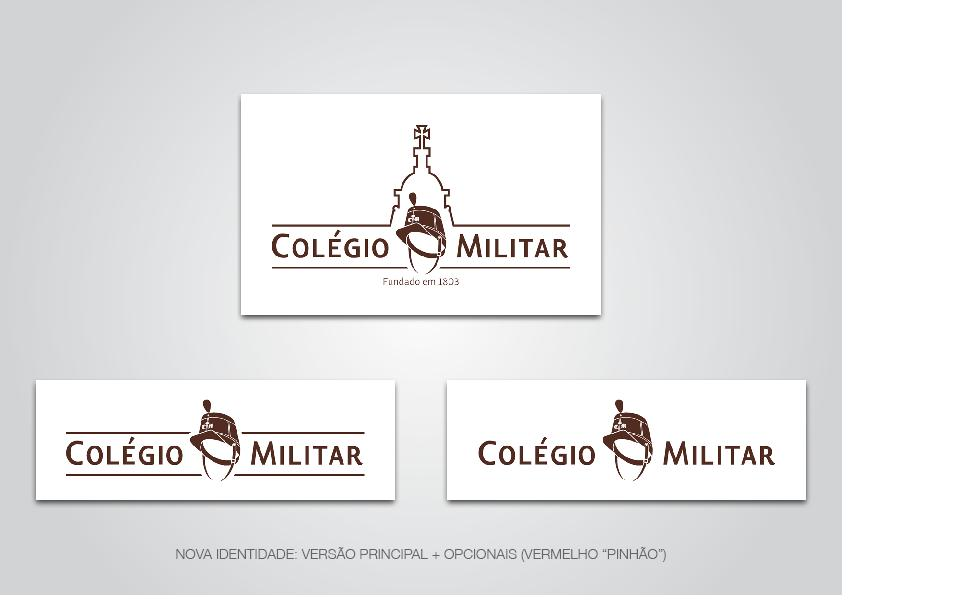 COLÉGIO MILITAR
Fundado em 1803
COLÉGIO MILITAR
COLÉGIO MILITAR
NOVA IDENTIDADE: VERSÃO PRINCIPAL + OPCIONAIS (VERMELHO “PINHÃO”)